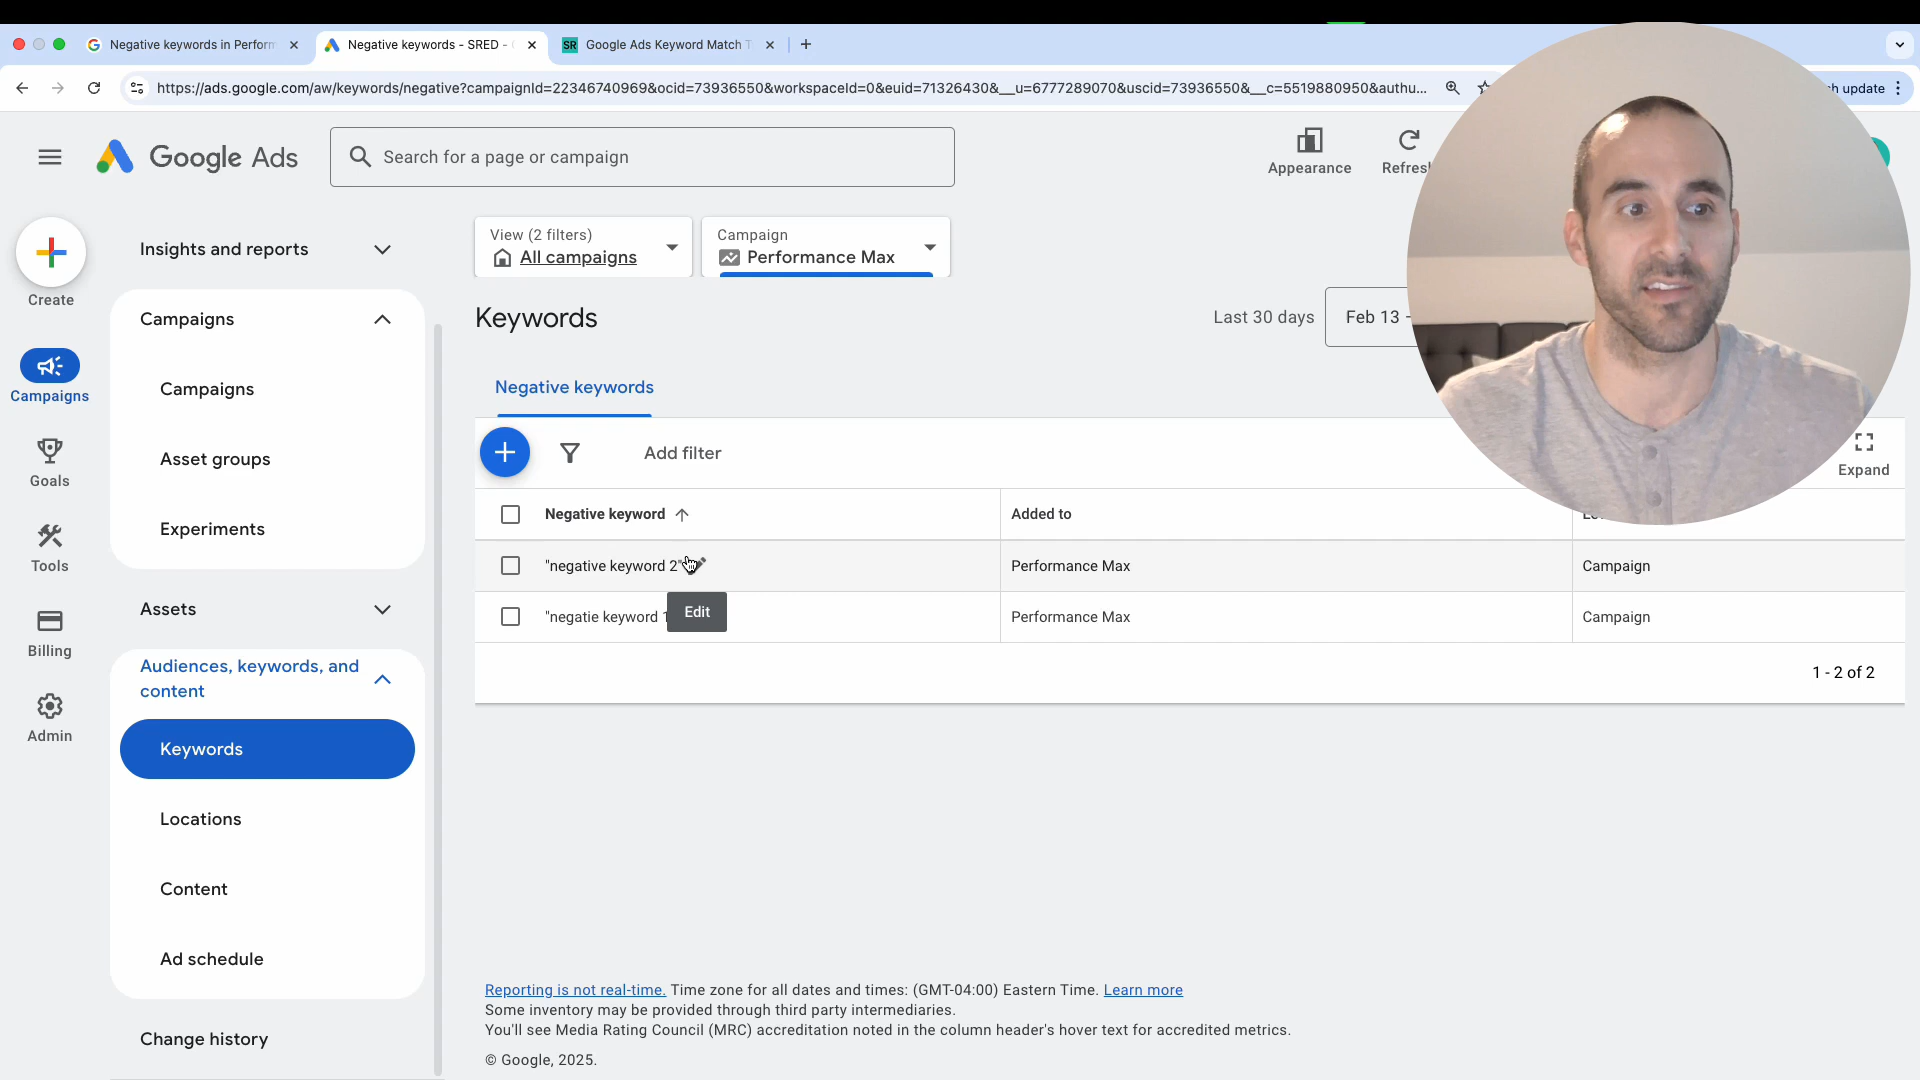 Negative keywords in Perforn
Negative keywords - SRED -
SR
Google Ads Keyword Match T
https://ads.google.com/aw/keywords/negative?campaignId=22346740969&ocid=73936550&workspaceId=0&euid=71326430&__u=6777289070&uscid=73936550&__c=5519880950&authu...
h update
Google Ads
Search for a page or campaign
Appearance
Refresh
Create
Campaigns
Goals
Tools
Billing
Admin
Insights and reports
Campaigns
Campaigns
Asset groups
Experiments
Assets
Audiences, keywords, and
content
Keywords
Locations
Content
Ad schedule
Change history
View (2 filters)
All campaigns
Campaign
Performance Max
Keywords
Last 30 days
Feb 13 -
Negative keywords
Add filter
Expand
Negative keyword
Added to
"negative keyword 2"
Performance Max
Campaign
Edit
"negatie keyword 1
Performance Max
Campaign
1 - 2 of 2
Reporting is not real-time. Time zone for all dates and times: (GMT-04:00) Eastern Time. Learn more
Some inventory may be provided through third party intermediaries.
You'll see Media Rating Council (MRC) accreditation noted in the column header's hover text for accredited metrics.
© Google, 2025.